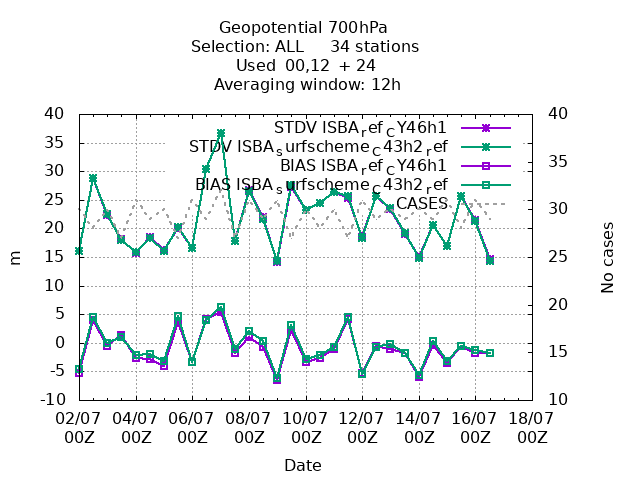 Geopotential 700hPa
Selection: ALL 34 stations
Used 00,12 + 24
Averaging window: 12h
STDV ISBA_ref_CY46h1
STDV ISBA_surfscheme_C43h2_ref
BIAS ISBA_ref_CY46h1
BIAS ISBA_surfscheme_C43h2_ref
CASES
40
35
30
25
20
15
10
5
0
-5
-10
m
40
35
30
25
20
15
10
No cases
02/07 04/07 06/07 08/07 10/07 12/07 14/07 16/07 18/07
00Z 00Z 00Z 00Z 00Z 00Z 00Z 00Z 00Z
Date